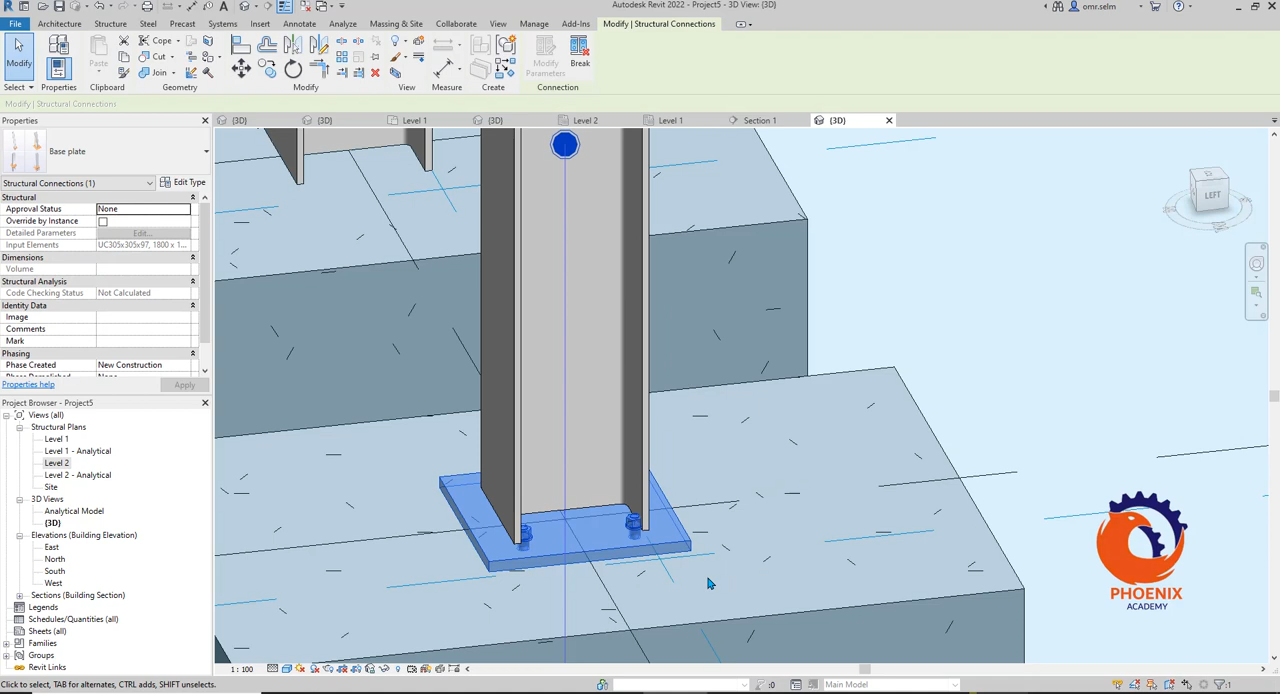 Autodesk Revit 2022 - Project5 - 3D View: {3D}
omr.selm
File
Architecture
Structure
Steel
Precast
Systems
Insert
Annotate
Analyze
Massing & Site
Collaborate
View
Manage
Add-Ins
Modify | Structural Connections
Modify
Paste
Cope
Cut
Join
Modify Parameters
Break
Select
Properties
Clipboard
Geometry
Modify
View
Measure
Create
Connection
Modify | Structural Connections
Properties
{3D}
{3D}
Level 1
{3D}
Level 2
Level 1
Section 1
{3D}
Base plate
Structural Connections (1)
Edit Type
Structural
Approval Status
None
Override by Instance
Detailed Parameters
Edit...
Input Elements
UC305x305x97, 1800 x 1...
Dimensions
Volume
Structural Analysis
Code Checking Status
Not Calculated
Identity Data
Image
Comments
Mark
Phasing
Phase Created
New Construction
Properties help
Apply
Project Browser - Project5
Views (all)
Structural Plans
Level 1
Level 1 - Analytical
Level 2
Level 2 - Analytical
Site
3D Views
Analytical Model
{3D}
Elevations (Building Elevation)
East
North
South
West
Sections (Building Section)
Legends
Schedules/Quantities (all)
Sheets (all)
Families
Groups
Revit Links
LEFT
PHOENIX
ACADEMY
1 : 100
Click to select, TAB for alternates, CTRL adds, SHIFT unselects.
:0
Main Model
:1